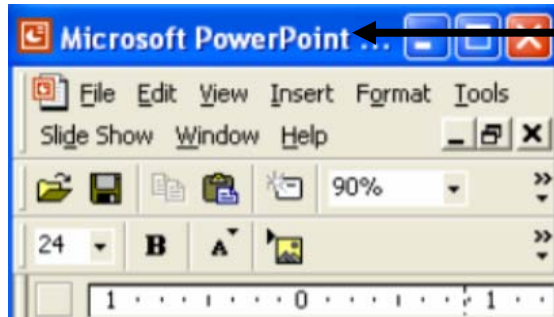 Microsoft PowerPoint ...
File Edit View Insert Format Tools
Slide Show Window Help
90%
24 B A
1 0 1